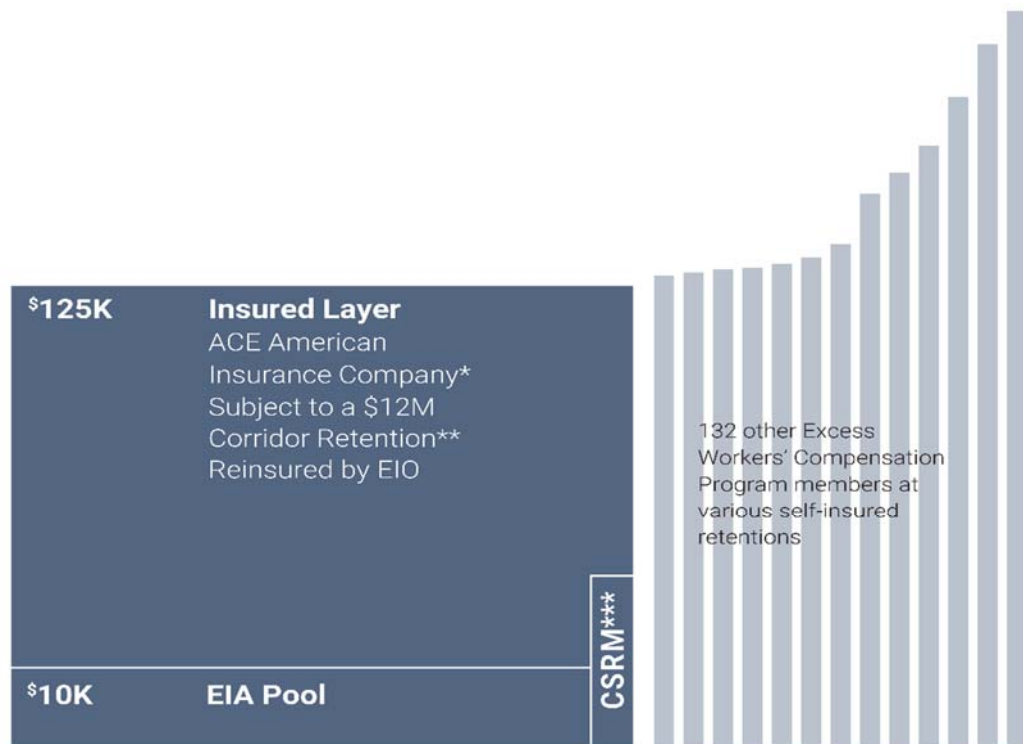 $125K
Insured Layer
ACE American
Insurance Company*
Subject to a $12M
Corridor Retention**
Reinsured by EIO
132 other Excess
Workers' Compensation
Program members at
various self-insured
retentions
CSRM***
$10K
EIA Pool